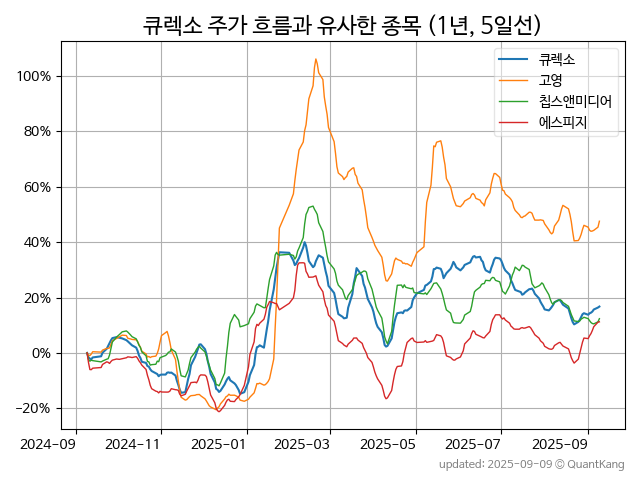 큐렉소 주가 흐름과 유사한 종목 (1년, 5일선)
큐렉소
고영
칩스앤미디어
에스피지
100%
80%
60%
40%
20%
0%
−20%
2024-09
2024-11
2025-01
2025-03
2025-05
2025-07
2025-09
updated: 2025-09-09 © QuantKang